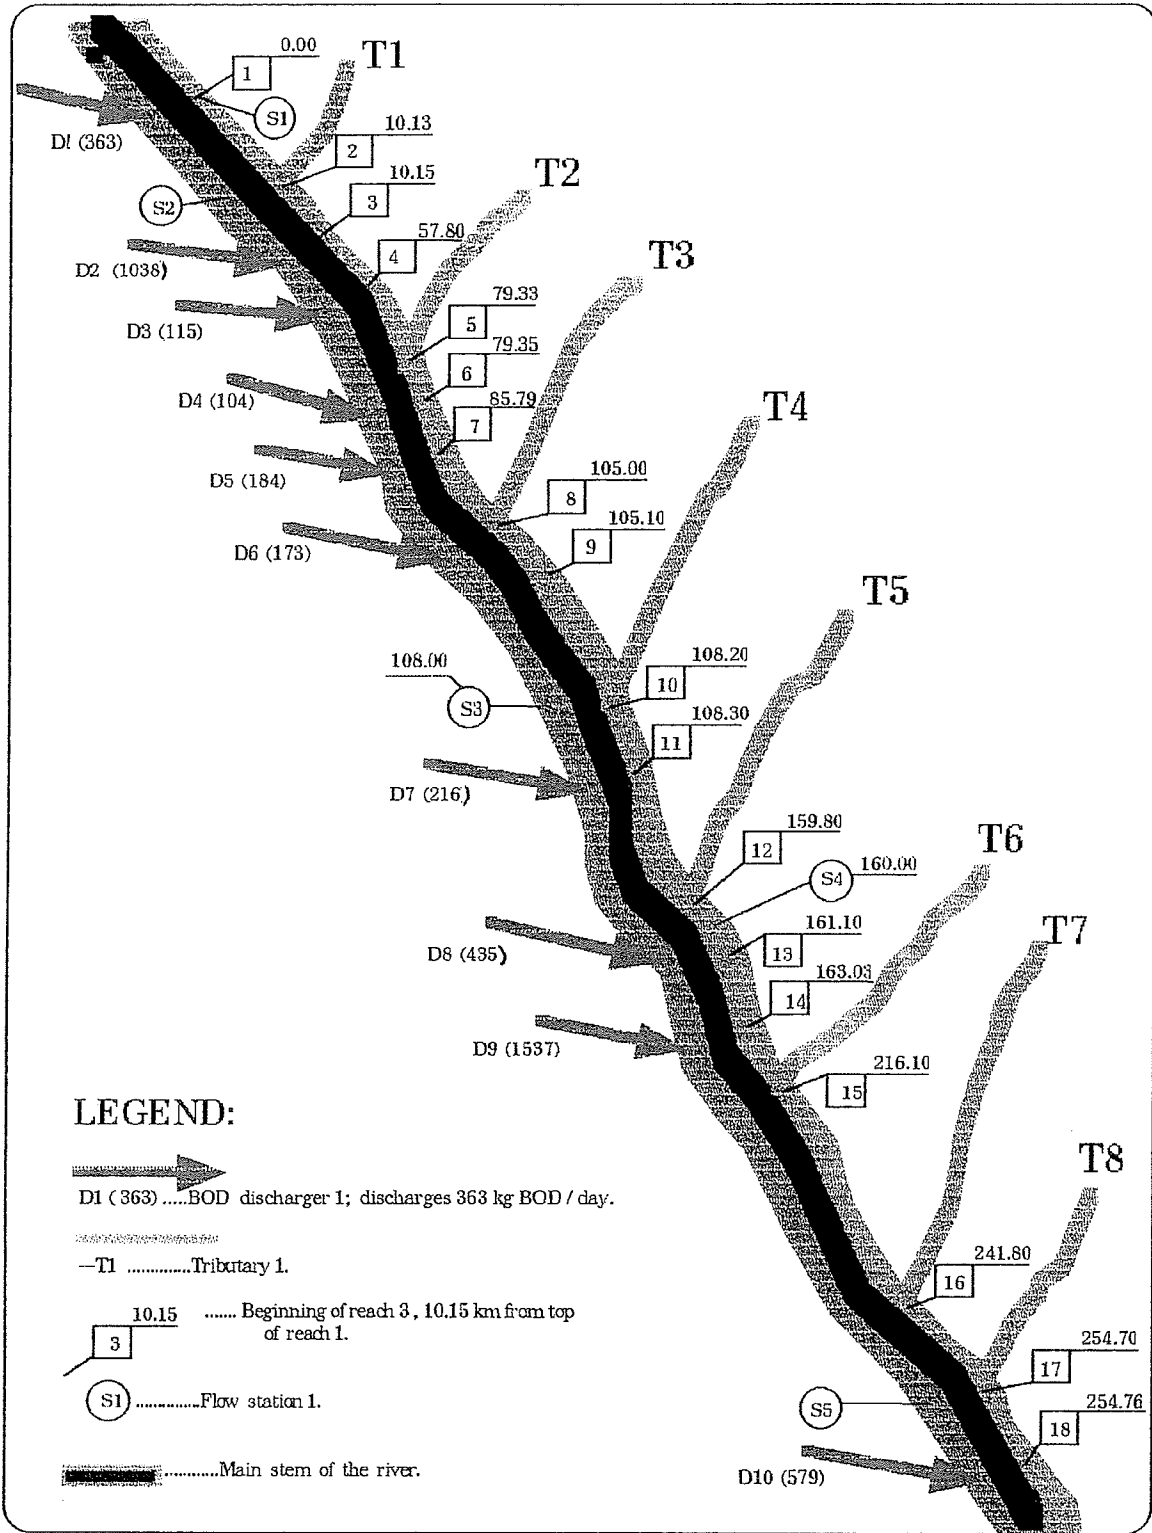 0.00
T1
1
S1
D1 (363)
10.13
2
T2
10.15
3
S2
57.80
4
D2 (1038)
T3
79.33
5
D3 (115)
79.35
6
D4 (104)
85.79
7
T4
105.00
8
D5 (184)
105.10
9
D6 (173)
T5
108.00
108.20
10
S3
108.30
11
D7 (216)
159.80
12
T6
S4
160.00
161.10
13
T7
D8 (435)
163.03
14
D9 (1537)
216.10
15
LEGEND:
T8
D1 (363) .....BOD discharger 1; discharges 363 kg BOD / day.
—T1 .............Tributary 1.
241.80
16
10.15 ...... Beginning of reach 3, 10.15 km from top
of reach 1.
3
254.70
17
S1 ..............Flow station 1.
S5
254.76
18
...........Main stem of the river.
D10 (579)